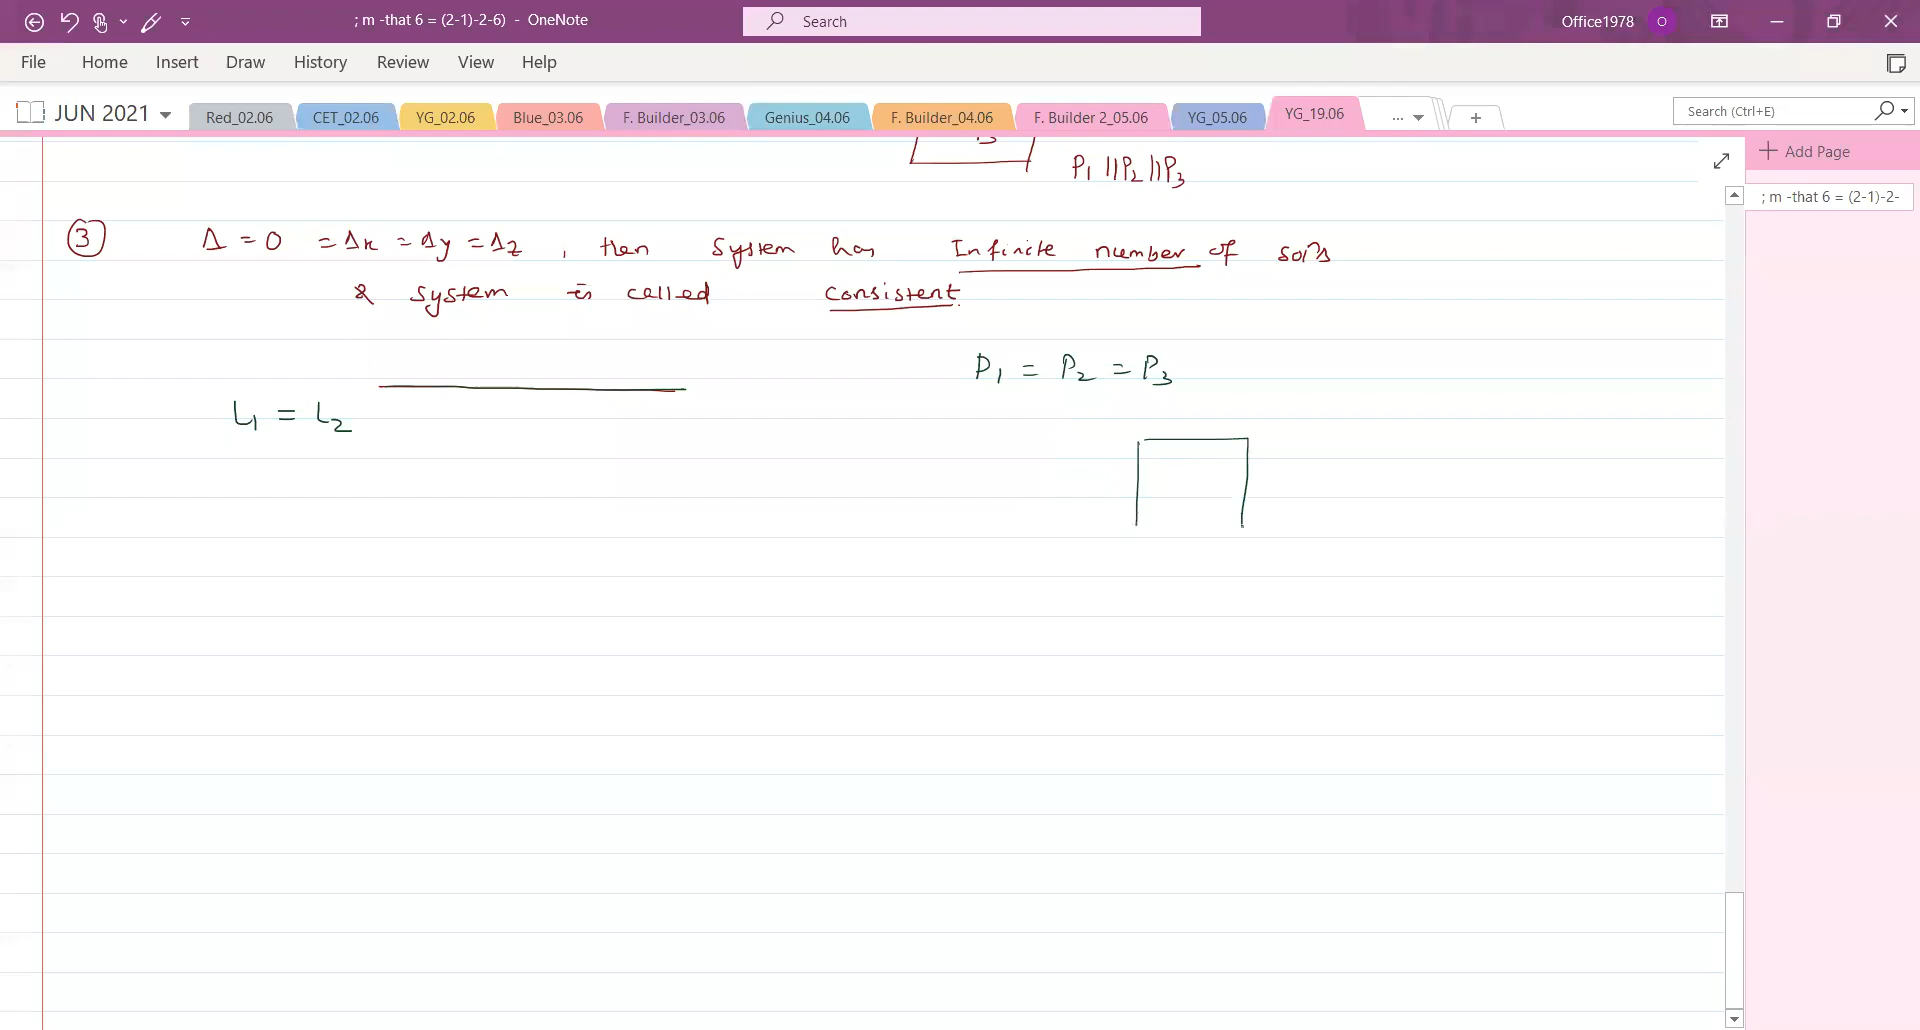 ; m -that 6 = (2-1)-2-6) - OneNote
Search
Office1978
O
File Home Insert Draw History Review View Help
JUN 2021
Red_02.06 CET_02.06 YG_02.06 Blue_03.06 F. Builder_03.06 Genius_04.06 F. Builder_04.06 F. Builder 2_05.06 YG_05.06 YG_19.06 ... +
Search (Ctrl+E)
Add Page
; m -that 6 = (2-1)-2-
P1 || P2 || P3
③ Δ = 0 = Δx = Δy = Δz , then system has Infinite number of sol's
& system is called consistent.
P1 = P2 = P3
L1 = L2